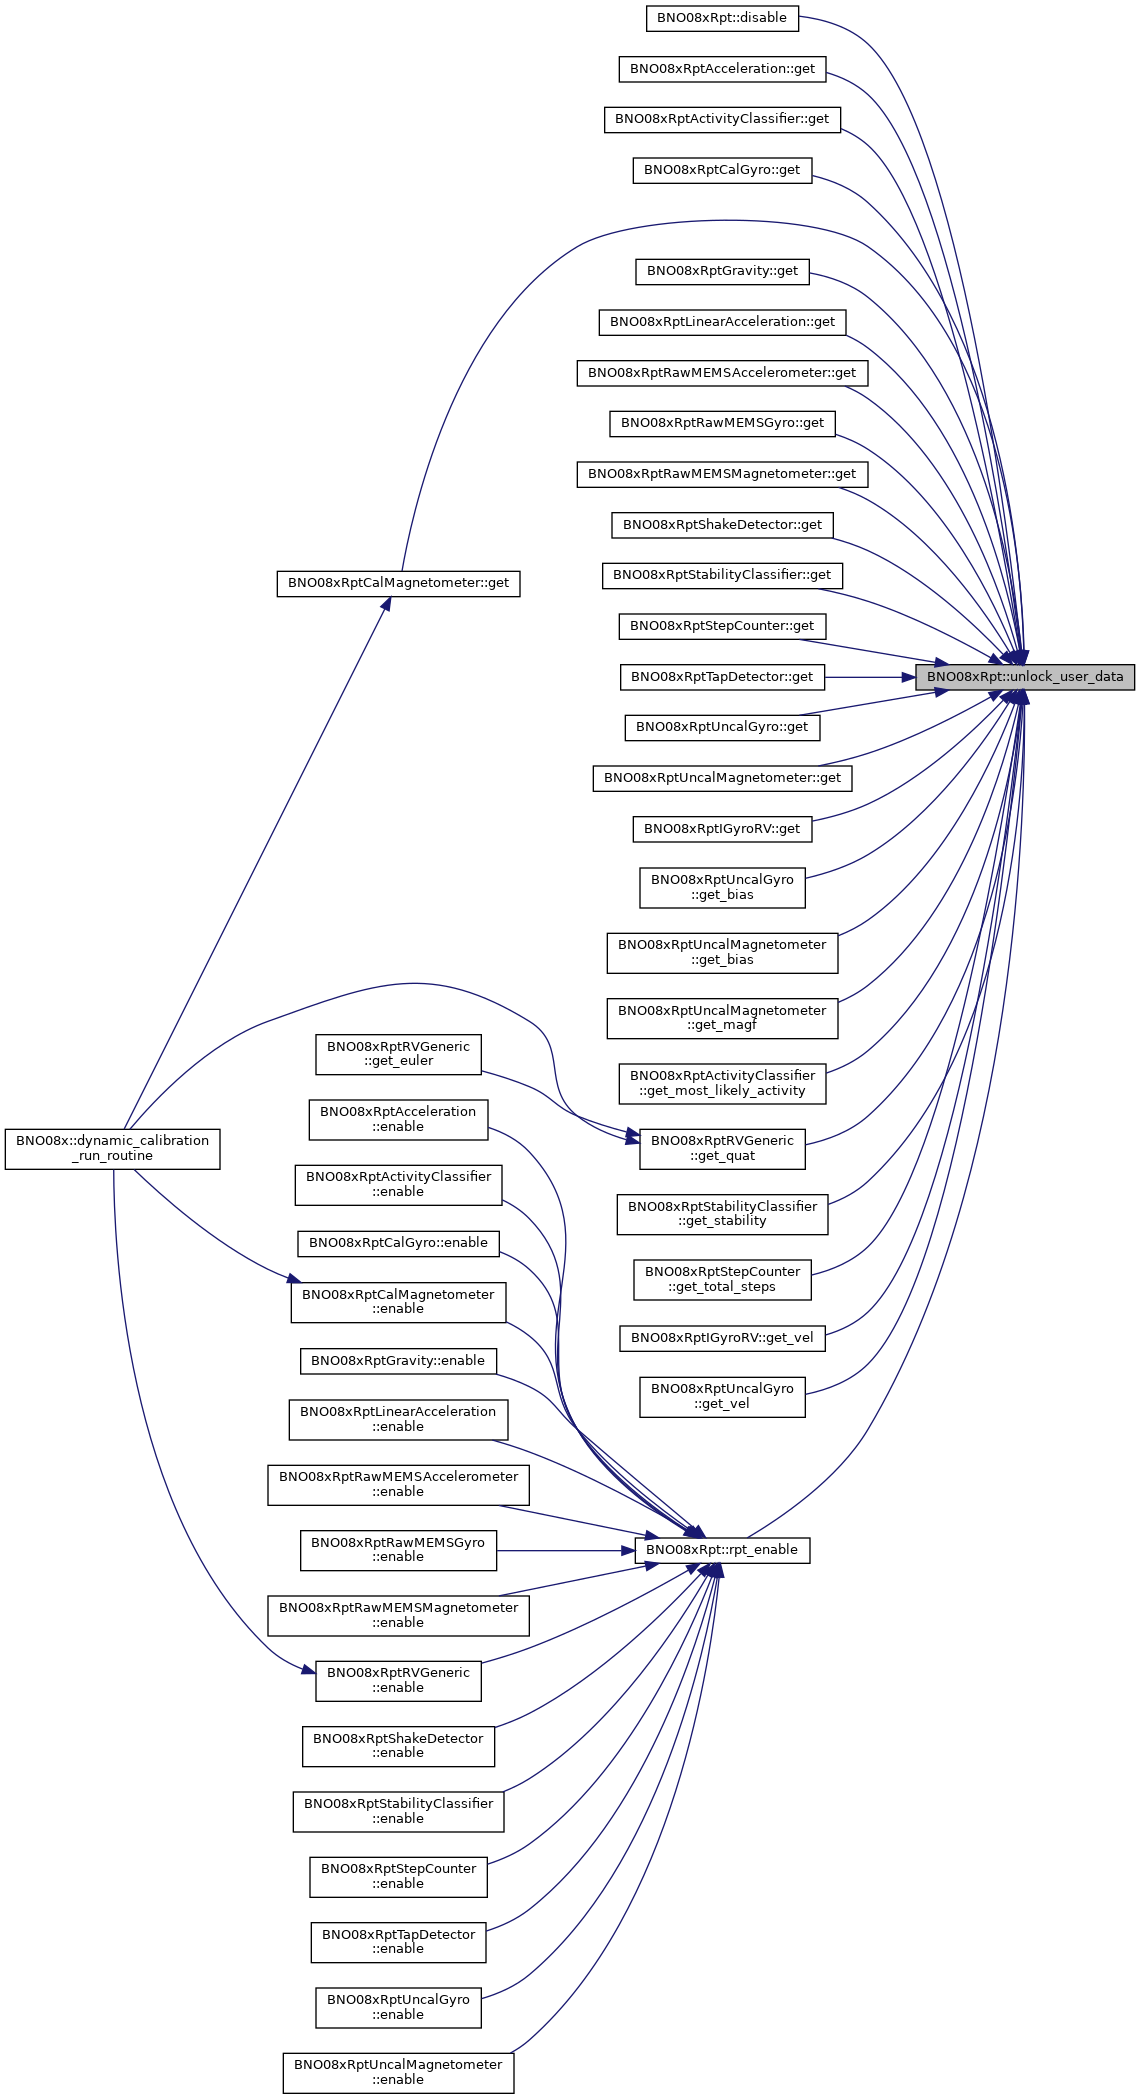 BNO08xRpt::disable
BNO08xRptAcceleration::get
BNO08xRptActivityClassifier::get
BNO08xRptCalGyro::get
BNO08xRptGravity::get
BNO08xRptLinearAcceleration::get
BNO08xRptRawMEMSAccelerometer::get
BNO08xRptRawMEMSGyro::get
BNO08xRptRawMEMSMagnetometer::get
BNO08xRptShakeDetector::get
BNO08xRptStabilityClassifier::get
BNO08xRptCalMagnetometer::get
BNO08xRptStepCounter::get
BNO08xRptTapDetector::get
BNO08xRpt::unlock_user_data
BNO08xRptUncalGyro::get
BNO08xRptUncalMagnetometer::get
BNO08xRptIGyroRV::get
BNO08xRptUncalGyro
::get_bias
BNO08xRptUncalMagnetometer
::get_bias
BNO08xRptUncalMagnetometer
::get_magf
BNO08xRptRVGeneric
::get_euler
BNO08xRptActivityClassifier
::get_most_likely_activity
BNO08xRptAcceleration
::enable
BNO08x::dynamic_calibration
_run_routine
BNO08xRptRVGeneric
::get_quat
BNO08xRptActivityClassifier
::enable
BNO08xRptStabilityClassifier
::get_stability
BNO08xRptCalGyro::enable
BNO08xRptStepCounter
::get_total_steps
BNO08xRptCalMagnetometer
::enable
BNO08xRptIGyroRV::get_vel
BNO08xRptGravity::enable
BNO08xRptUncalGyro
::get_vel
BNO08xRptLinearAcceleration
::enable
BNO08xRptRawMEMSAccelerometer
::enable
BNO08xRptRawMEMSGyro
::enable
BNO08xRpt::rpt_enable
BNO08xRptRawMEMSMagnetometer
::enable
BNO08xRptRVGeneric
::enable
BNO08xRptShakeDetector
::enable
BNO08xRptStabilityClassifier
::enable
BNO08xRptStepCounter
::enable
BNO08xRptTapDetector
::enable
BNO08xRptUncalGyro
::enable
BNO08xRptUncalMagnetometer
::enable